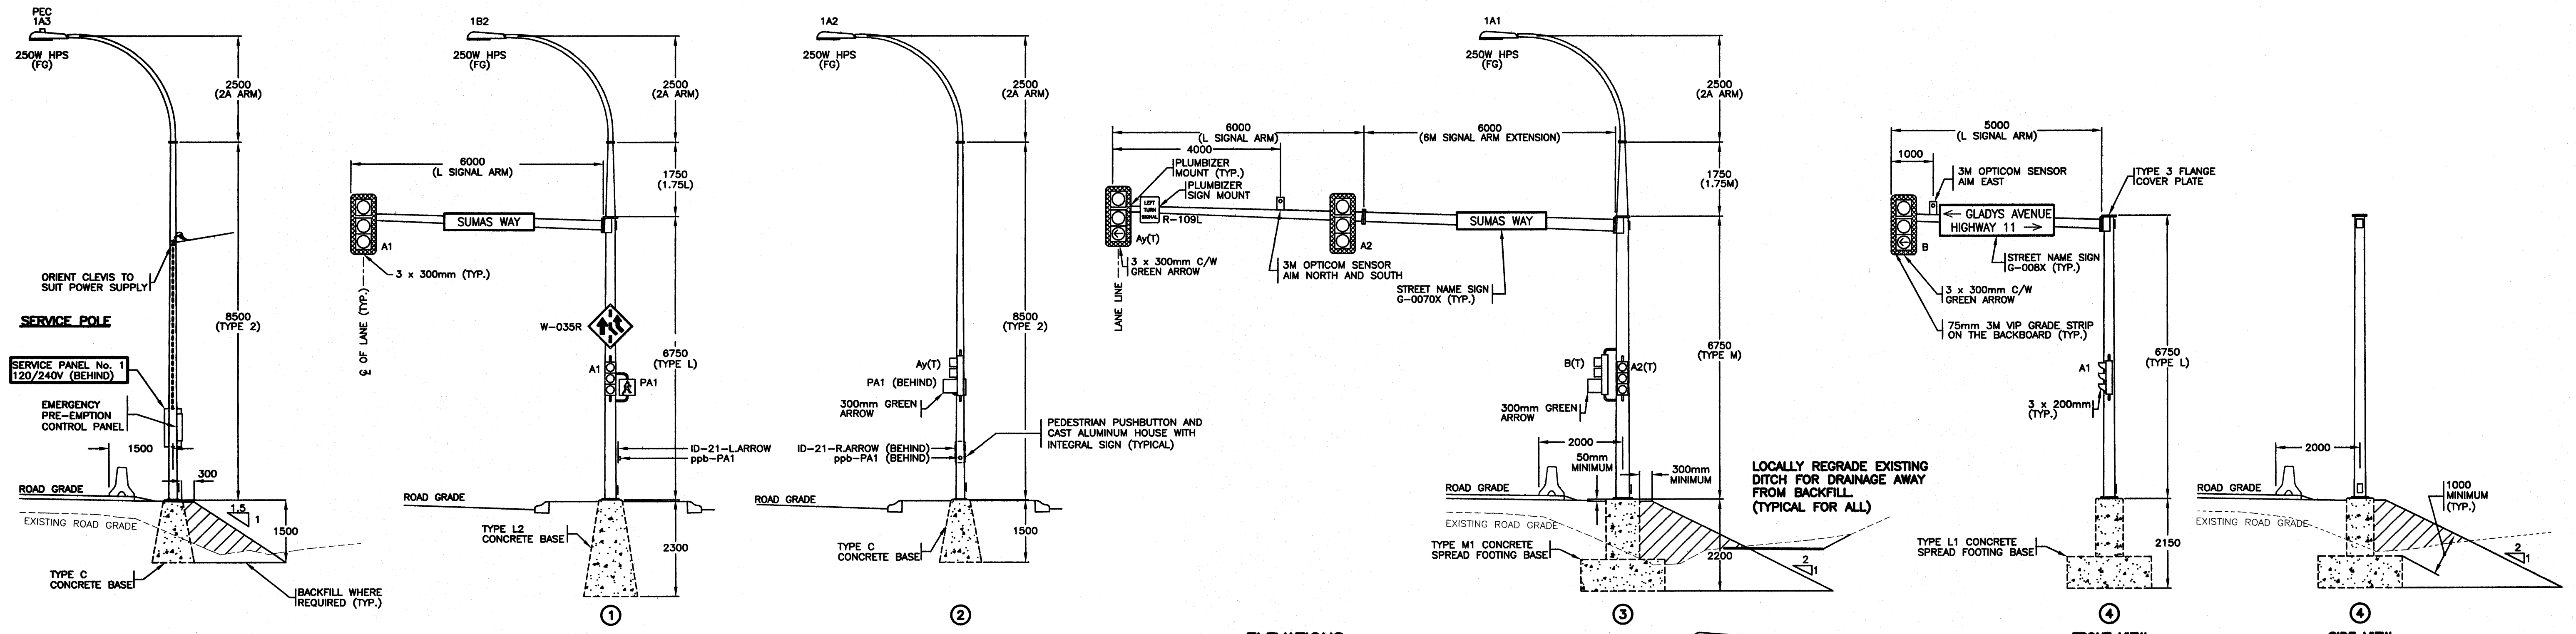 PEC
1A3
250W HPS
(FG)
2500
(2A ARM)
ORIENT CLEVIS TO
SUIT POWER SUPPLY
SERVICE POLE
8500
(TYPE 2)
SERVICE PANEL No. 1
120/240V (BEHIND)
EMERGENCY
PRE-EMPTION
CONTROL PANEL
1500
300
ROAD GRADE
EXISTING ROAD GRADE
1.5
1
1500
TYPE C
CONCRETE BASE
BACKFILL WHERE
REQUIRED (TYP.)
1B2
250W HPS
(FG)
2500
(2A ARM)
6000
(L SIGNAL ARM)
1750
(1.75L)
SUMAS WAY
A1
3 x 300mm (TYP.)
℄ OF LANE (TYP.)
W-035R
6750
(TYPE L)
A1
PA1
ID-21-L.ARROW
ppb-PA1
ROAD GRADE
TYPE L2
CONCRETE BASE
2300
1
1A2
250W HPS
(FG)
2500
(2A ARM)
8500
(TYPE 2)
Ay(T)
PA1 (BEHIND)
300mm GREEN
ARROW
PEDESTRIAN PUSHBUTTON AND
CAST ALUMINUM HOUSE WITH
INTEGRAL SIGN (TYPICAL)
ID-21-R.ARROW (BEHIND)
ppb-PA1 (BEHIND)
ROAD GRADE
TYPE C
CONCRETE BASE
1500
2
1A1
250W HPS
(FG)
2500
(2A ARM)
6000
(L SIGNAL ARM)
6000
(6M SIGNAL ARM EXTENSION)
4000
PLUMBIZER
MOUNT (TYP.)
PLUMBIZER
SIGN MOUNT
1750
(1.75M)
LEFT
TURN
SIGNAL
R-109L
SUMAS WAY
Ay(T)
A2
3 x 300mm C/W
GREEN ARROW
3M OPTICOM SENSOR
AIM NORTH AND SOUTH
STREET NAME SIGN
G-0070X (TYP.)
LANE LINE
6750
(TYPE M)
B(T)
A2(T)
300mm GREEN
ARROW
2000
50mm
MINIMUM
300mm
MINIMUM
LOCALLY REGRADE EXISTING
DITCH FOR DRAINAGE AWAY
FROM BACKFILL.
(TYPICAL FOR ALL)
ROAD GRADE
EXISTING ROAD GRADE
TYPE M1 CONCRETE
SPREAD FOOTING BASE
2200
2
1
3
5000
(L SIGNAL ARM)
1000
3M OPTICOM SENSOR
AIM EAST
TYPE 3 FLANGE
COVER PLATE
← GLADYS AVENUE
HIGHWAY 11 →
B
STREET NAME SIGN
G-008X (TYP.)
3 x 300mm C/W
GREEN ARROW
75mm 3M VIP GRADE STRIP
ON THE BACKBOARD (TYP.)
6750
(TYPE L)
A1
3 x 200mm
(TYP.)
TYPE L1 CONCRETE
SPREAD FOOTING BASE
2150
4
2000
ROAD GRADE
EXISTING ROAD GRADE
1000
MINIMUM
(TYP.)
2
1
4
ELEVATIONS
FRONT VIEW
SIDE VIEW